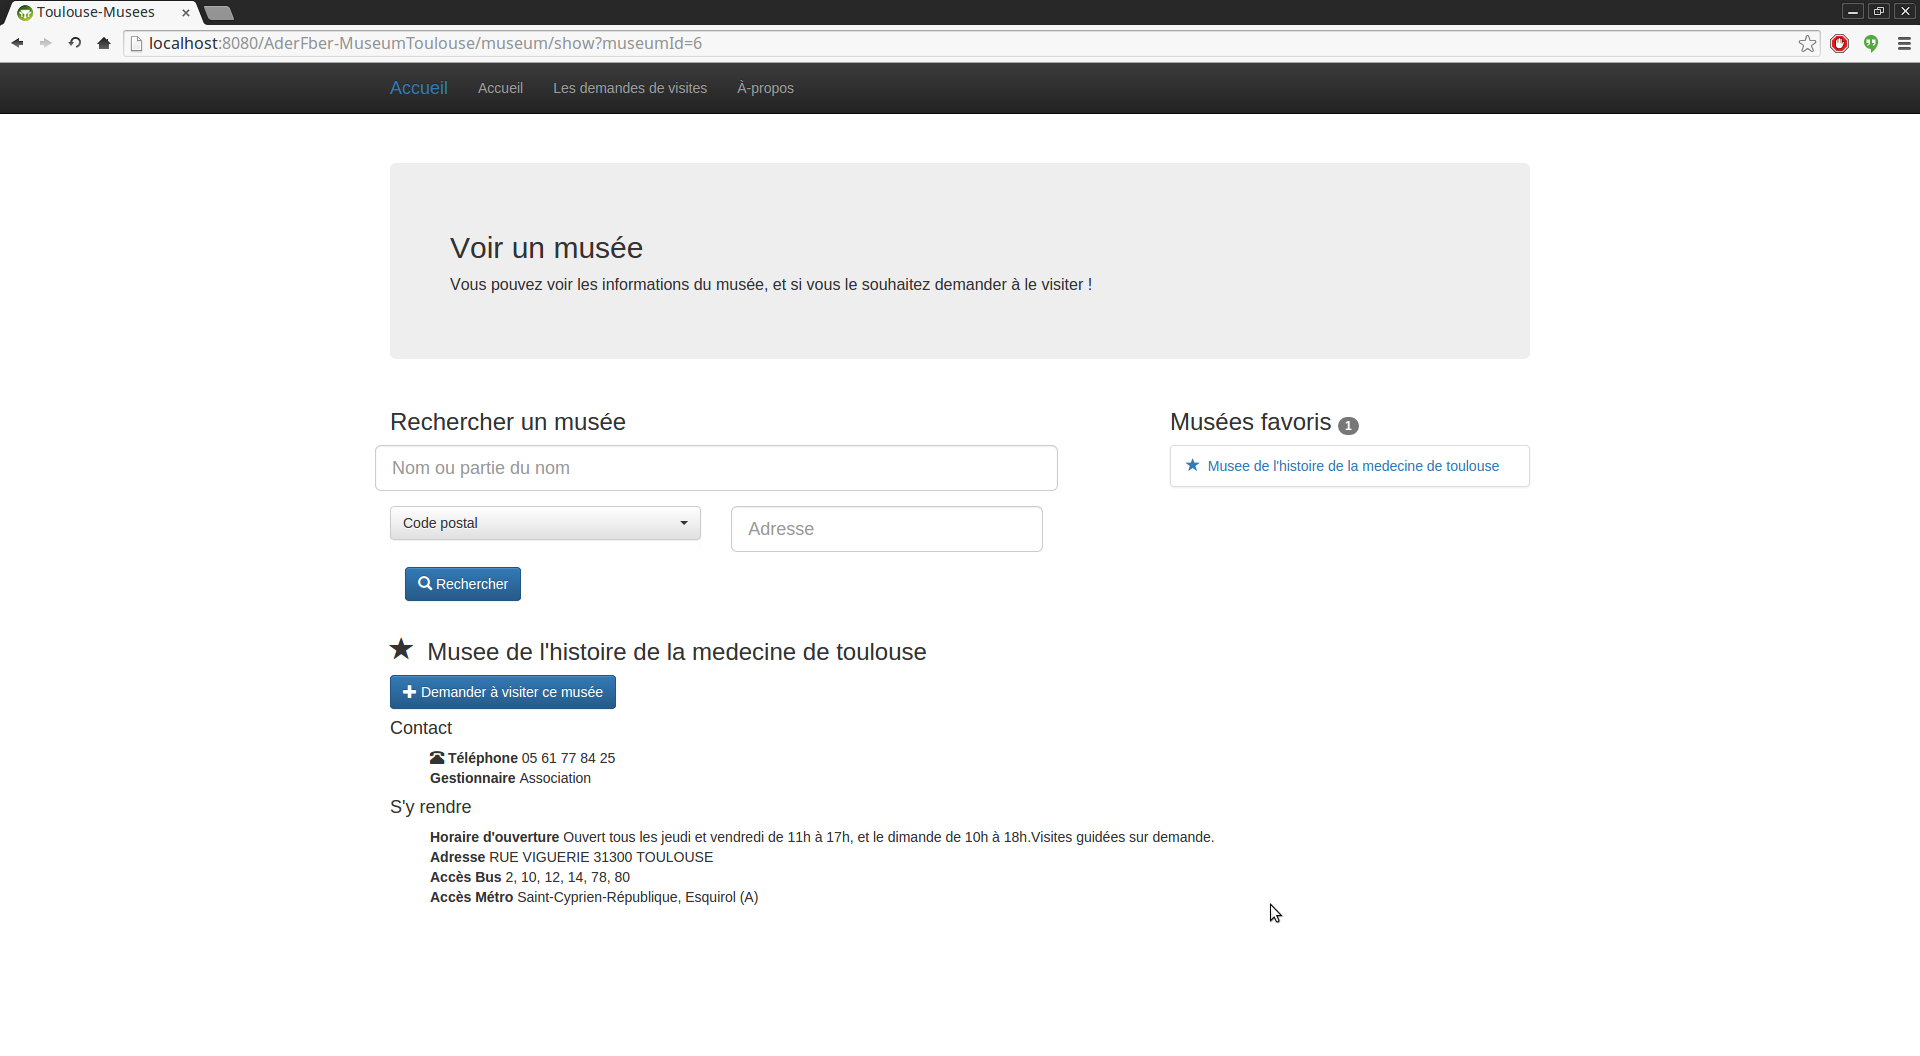 Toulouse-Musees
localhost:8080/AderFber-MuseumToulouse/museum/show?museumId=6
Accueil Accueil Les demandes de visites À-propos
Voir un musée
Vous pouvez voir les informations du musée, et si vous le souhaitez demander à le visiter !
Rechercher un musée
Nom ou partie du nom
Code postal Adresse
Rechercher
Musées favoris 1
Musee de l'histoire de la medecine de toulouse
Musee de l'histoire de la medecine de toulouse
Demander à visiter ce musée
Contact
Téléphone 05 61 77 84 25
Gestionnaire Association
S'y rendre
Horaire d'ouverture Ouvert tous les jeudi et vendredi de 11h à 17h, et le dimande de 10h à 18h.Visites guidées sur demande.
Adresse RUE VIGUERIE 31300 TOULOUSE
Accès Bus 2, 10, 12, 14, 78, 80
Accès Métro Saint-Cyprien-République, Esquirol (A)